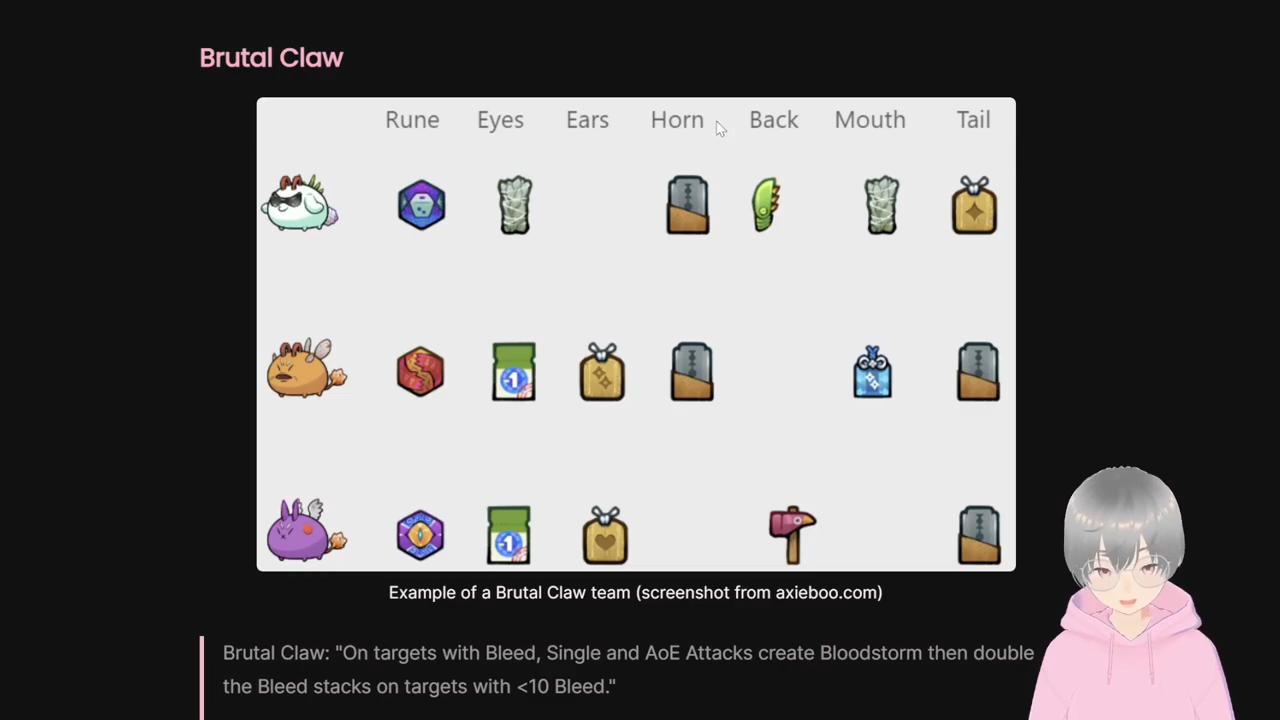 Brutal Claw
Rune Eyes Ears Horn Back Mouth Tail
-1
-1
Example of a Brutal Claw team (screenshot from axieboo.com)
Brutal Claw: "On targets with Bleed, Single and AoE Attacks create Bloodstorm then double
the Bleed stacks on targets with <10 Bleed."